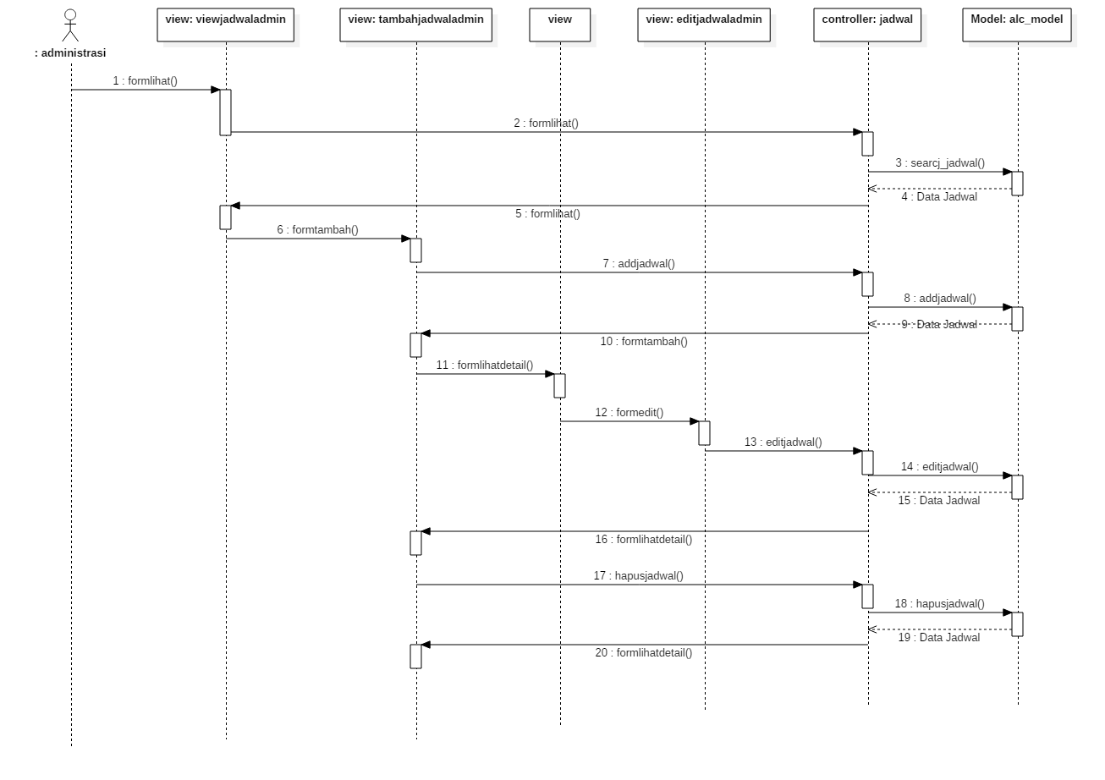 view: viewjadwaladmin
view: tambahjadwaladmin
view
view: editjadwaladmin
controller: jadwal
Model: alc_model
: administrasi
1 : formlihat()
2 : formlihat()
3 : searcj_jadwal()
4 : Data Jadwal
5 : formlihat()
6 : formtambah()
7 : addjadwal()
8 : addjadwal()
9 : Data Jadwal
10 : formtambah()
11 : formlihatdetail()
12 : formedit()
13 : editjadwal()
14 : editjadwal()
15 : Data Jadwal
16 : formlihatdetail()
17 : hapusjadwal()
18 : hapusjadwal()
19 : Data Jadwal
20 : formlihatdetail()